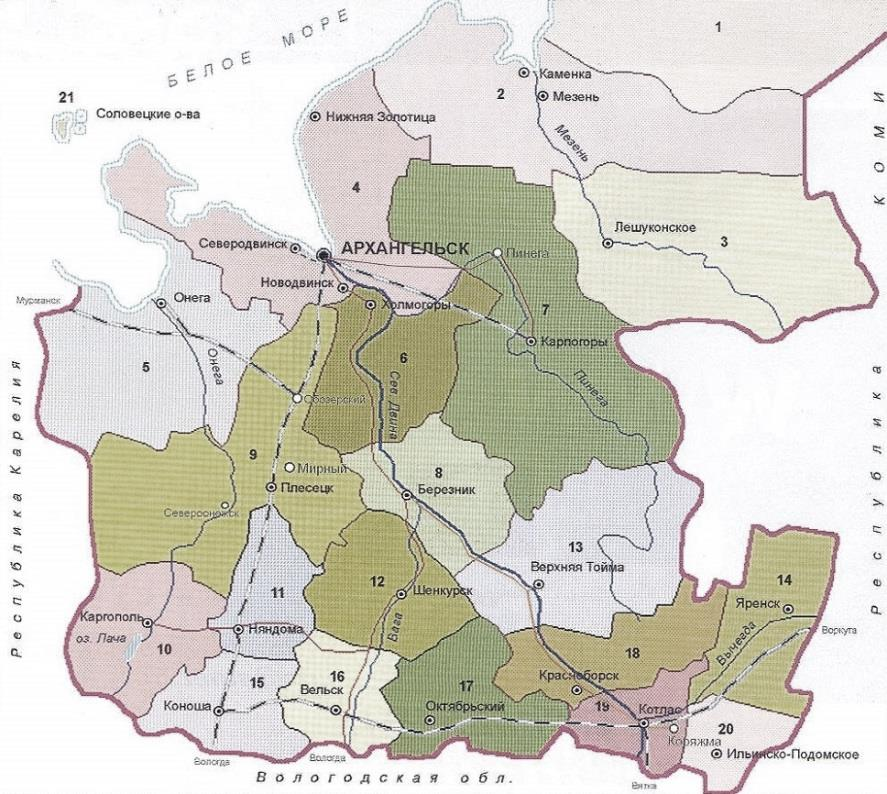 1
БЕЛОЕ МОРЕ
Каменка
2
Мезень
21
Соловецкие о-ва
Нижняя Золотица
Мезень
КОМИ
4
Лешуконское
3
Северодвинск
АРХАНГЕЛЬСК
Пинега
Новодвинск
Мурманск
Онега
Холмогоры
7
Карпогоры
5
Онега
6
Республика Карелия
Обозерский
Сев Двина
Пинега
Республика
9
8
Мирный
Плесецк
Березник
Североонежск
13
12
11
Верхняя Тойма
14
Шенкурск
Яренск
Каргополь
оз. Лача
Няндома
Вага
Вычегда
Воркута
10
18
16
15
17
Красноборск
Вельск
Коноша
Октябрьский
19
Котлас
20
Коряжма
Ильинско-Подомское
Вологда
Вологда
Вологодская обл.
Вятка